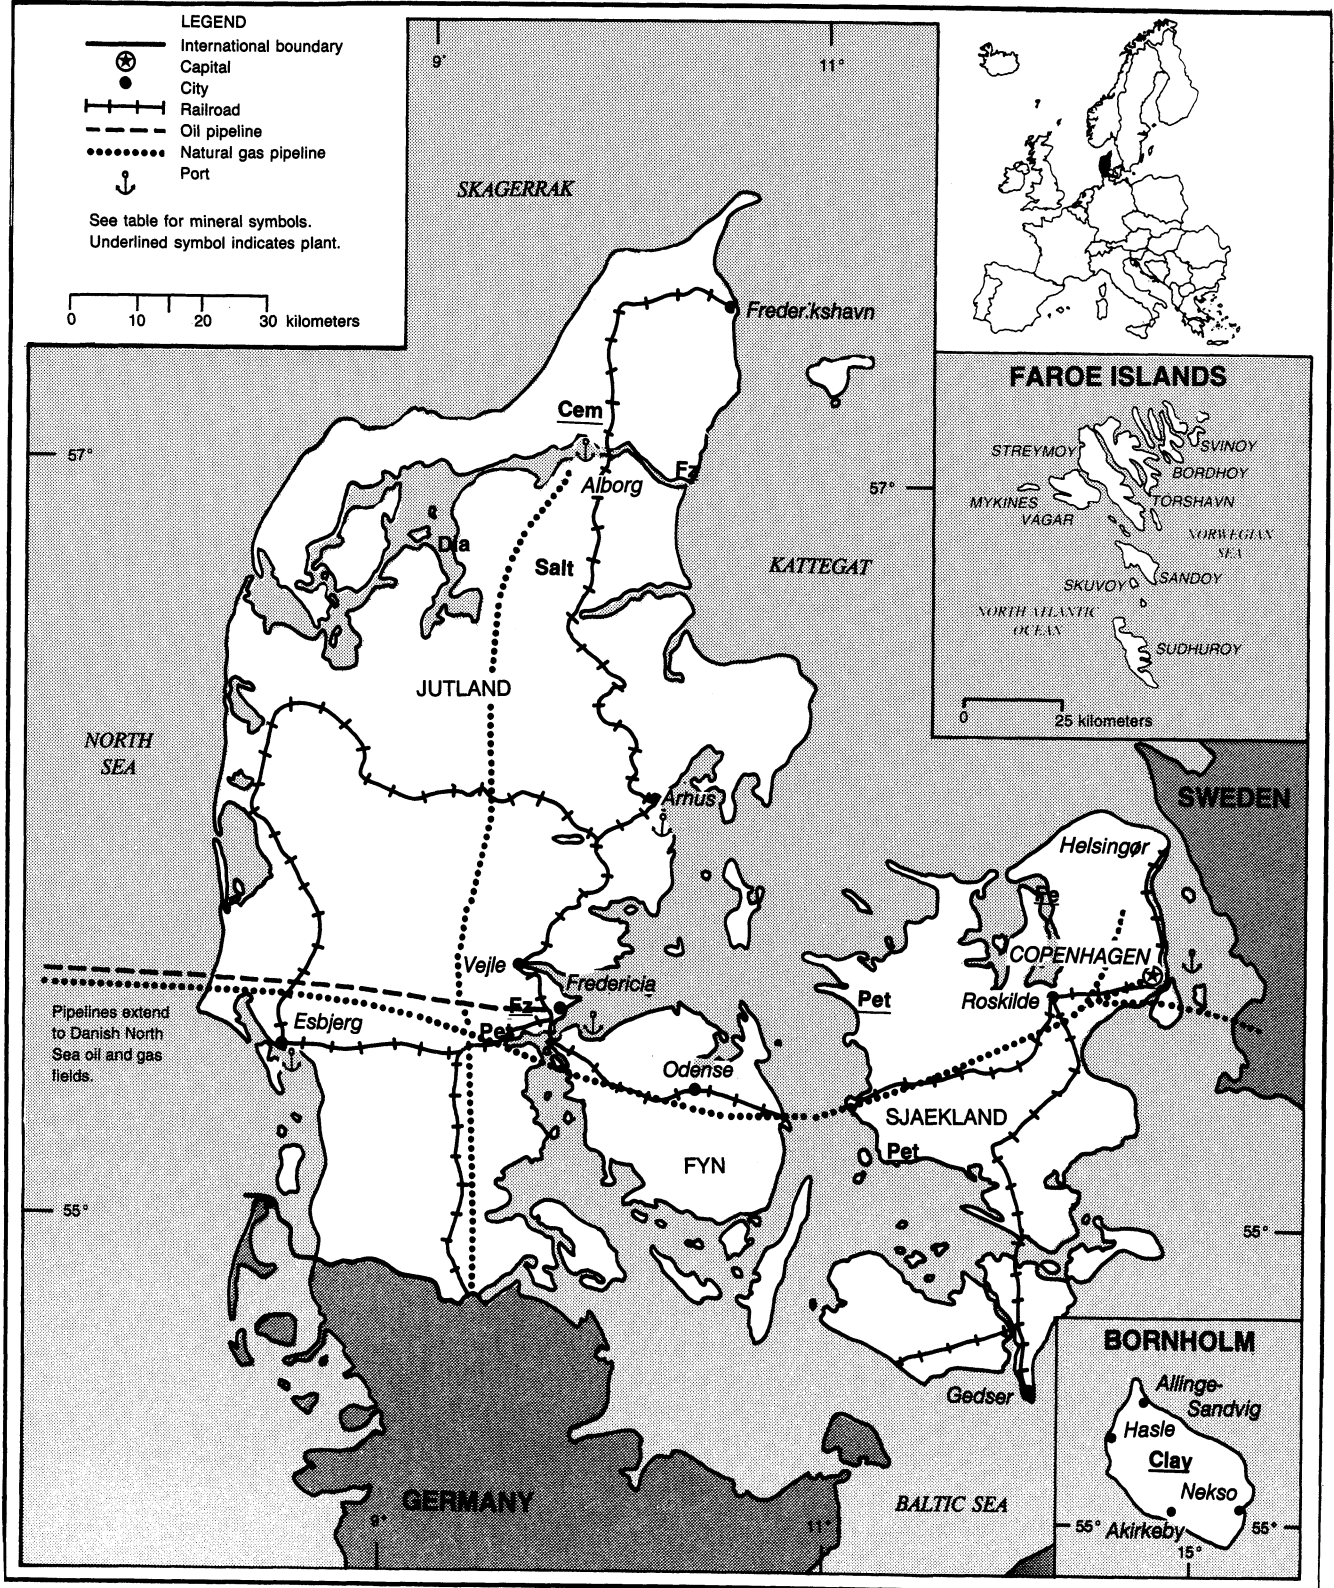 LEGEND
International boundary
Capital
City
Railroad
Oil pipeline
Natural gas pipeline
Port
See table for mineral symbols.
Underlined symbol indicates plant.
0 10 20 30 kilometers
9°
11°
SKAGERRAK
Frederikshavn
FAROE ISLANDS
STREYMOY
SVINOY
BORDHOY
MYKINES
TORSHAVN
VAGAR
NORWEGIAN
SEA
SKUVOY
SANDOY
NORTH ATLANTIC
OCEAN
SUDHUROY
0 25 kilometers
Cem
57°
57°
Fz
Alborg
Dia
Salt
KATTEGAT
JUTLAND
NORTH
SEA
Arhus
SWEDEN
Helsingør
Fe
COPENHAGEN
Vejle
Fredericia
Fz
Pet
Pet
Roskilde
Pipelines extend
to Danish North
Sea oil and gas
fields.
Esbjerg
Odense
SJAEKLAND
Pet
FYN
55°
55°
Gedser
GERMANY
BALTIC SEA
9°
11°
BORNHOLM
Allinge-
Sandvig
Hasle
Clay
Nekso
Akirkeby
55°
55°
15°